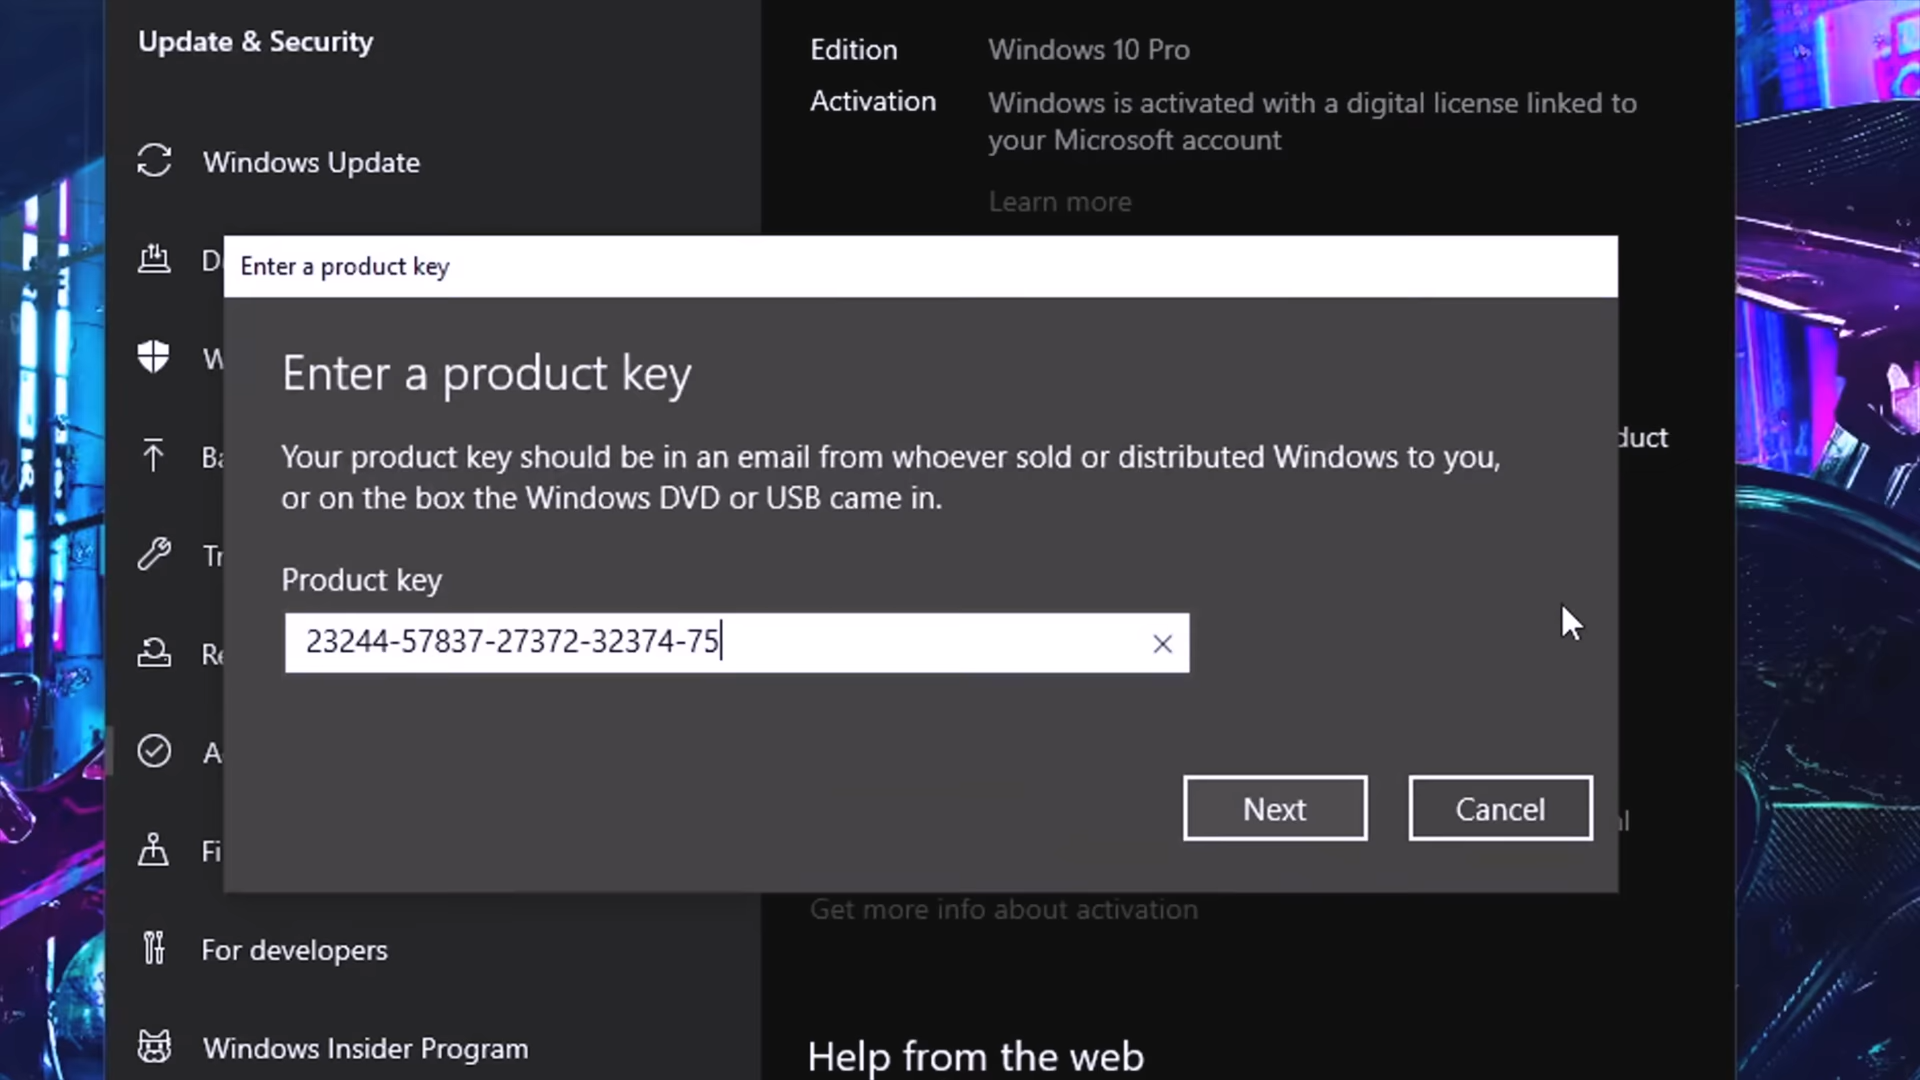 Update & Security
Windows Update
Enter a product key
Enter a product key
Your product key should be in an email from whoever sold or distributed Windows to you,
or on the box the Windows DVD or USB came in.
Product key
23244-57837-27372-32374-75
Next
Cancel
For developers
Windows Insider Program
Edition
Windows 10 Pro
Activation
Windows is activated with a digital license linked to
your Microsoft account
Learn more
Get more info about activation
Help from the web